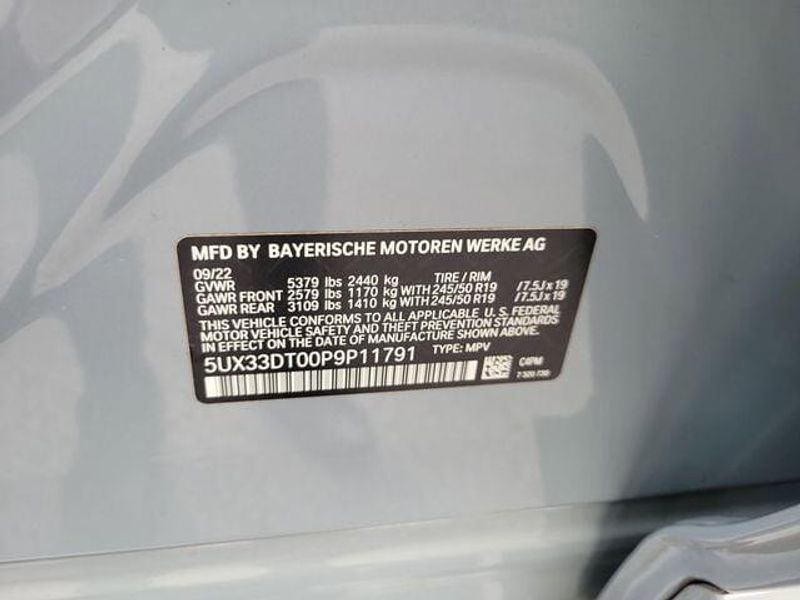 MFD BY BAYERISCHE MOTOREN WERKE AG
09/22 TIRE / RIM
GVWR 5379 lbs 2440 kg
GAWR FRONT 2579 lbs 1170 kg WITH 245/50 R19 /7.5J x 19
GAWR REAR 3109 lbs 1410 kg WITH 245/50 R19 /7.5J x 19
THIS VEHICLE CONFORMS TO ALL APPLICABLE U. S. FEDERAL
MOTOR VEHICLE SAFETY AND THEFT PREVENTION STANDARDS
IN EFFECT ON THE DATE OF MANUFACTURE SHOWN ABOVE.
5UX33DT00P9P11791 TYPE: MPV
C4PM